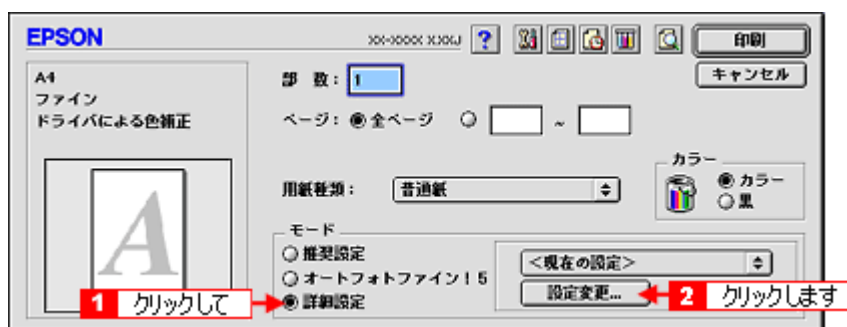 EPSON
XX-XXXX X.XXJ
?
印刷
キャンセル
A4
ファイン
ドライバによる色補正
部 数：1
ページ：全ページ ～
用紙種類：普通紙
カラー
カラー
黒
モード
推奨設定
オートフォトファイン！5
詳細設定
<現在の設定>
設定変更...
A
1 クリックして
2 クリックします